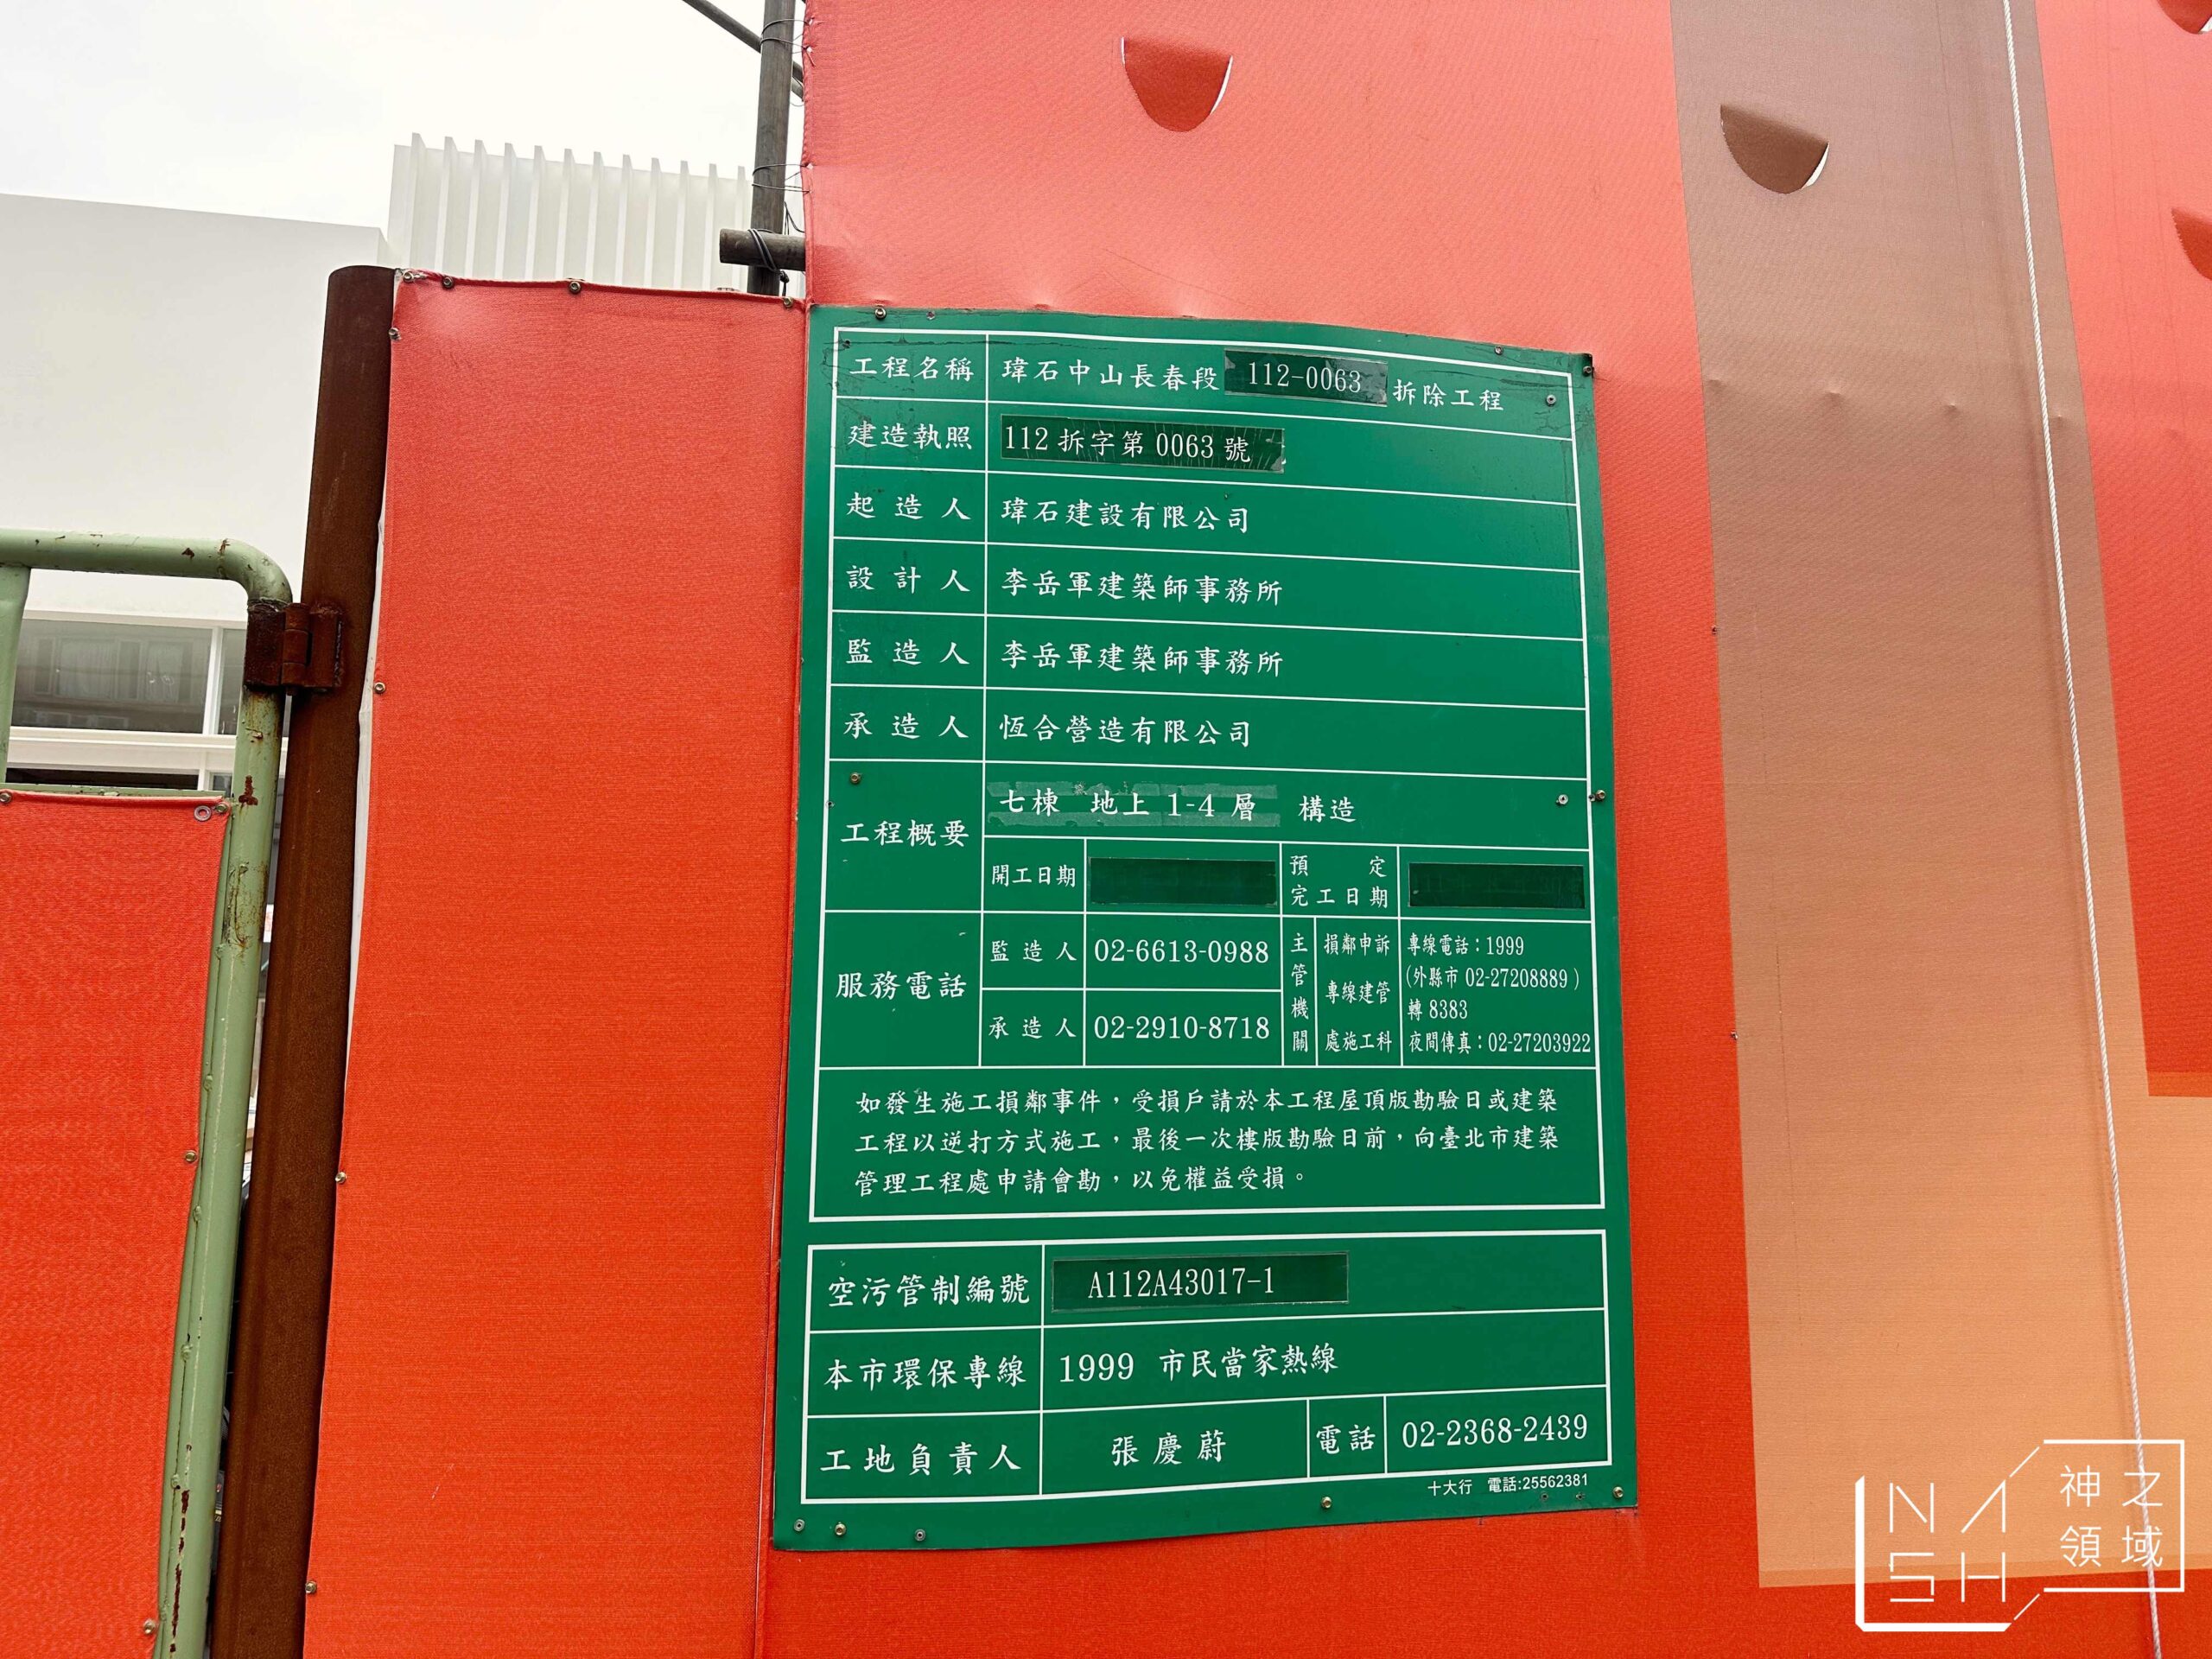 工程名稱 瑋石中山長春段 112-0063 拆除工程
建造執照 112 拆字第 0063 號
起造人 瑋石建設有限公司
設計人 李岳軍建築師事務所
監造人 李岳軍建築師事務所
承造人 恆合營造有限公司
工程概要 七棟 地上 1-4 層 構造
開工日期 預定完工日期
服務電話 監造人 02-6613-0988
承造人 02-2910-8718
主管機關 損鄰申訴專線建管處施工科
專線電話：1999
(外縣市 02-27208889 )
轉 8383
夜間傳真：02-27203922
如發生施工損鄰事件，受損戶請於本工程屋頂版勘驗日或建築
工程以逆打方式施工，最後一次樓版勘驗日前，向臺北市建築
管理工程處申請會勘，以免權益受損。
空污管制編號 A112A43017-1
本市環保專線 1999 市民當家熱線
工地負責人 張慶蔚 電話 02-2368-2439
十大行 電話:25562381
NASH
神之領域